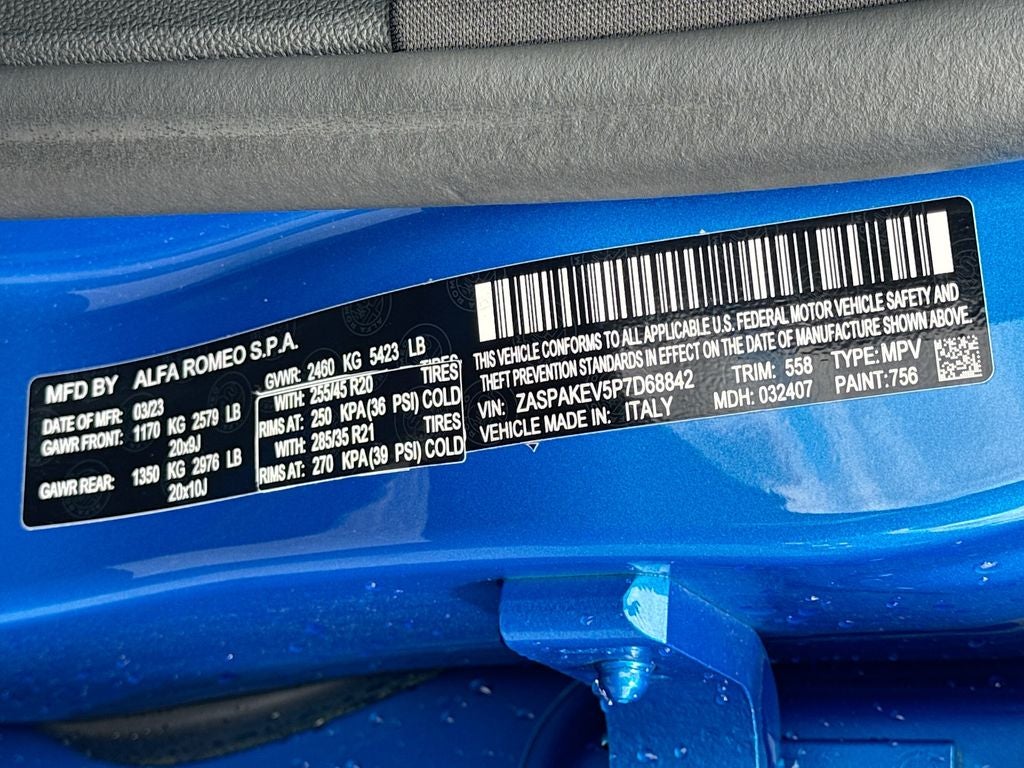 MFD BY ALFA ROMEO S.P.A.
DATE OF MFR: 03/23
GVWR: 2460 KG 5423 LB
GAWR FRONT: 1170 KG 2579 LB
20x9J
WITH: 255/45 R20 TIRES
RIMS AT: 250 KPA(36 PSI) COLD
GAWR REAR: 1350 KG 2976 LB
20x10J
WITH: 285/35 R21 TIRES
RIMS AT: 270 KPA(39 PSI) COLD
THIS VEHICLE CONFORMS TO ALL APPLICABLE U.S. FEDERAL MOTOR VEHICLE SAFETY AND
THEFT PREVENTION STANDARDS IN EFFECT ON THE DATE OF MANUFACTURE SHOWN ABOVE.
VIN: ZASPAKEV5P7D68842 TRIM: 558 TYPE: MPV
VEHICLE MADE IN: ITALY MDH: 032407 PAINT: 756